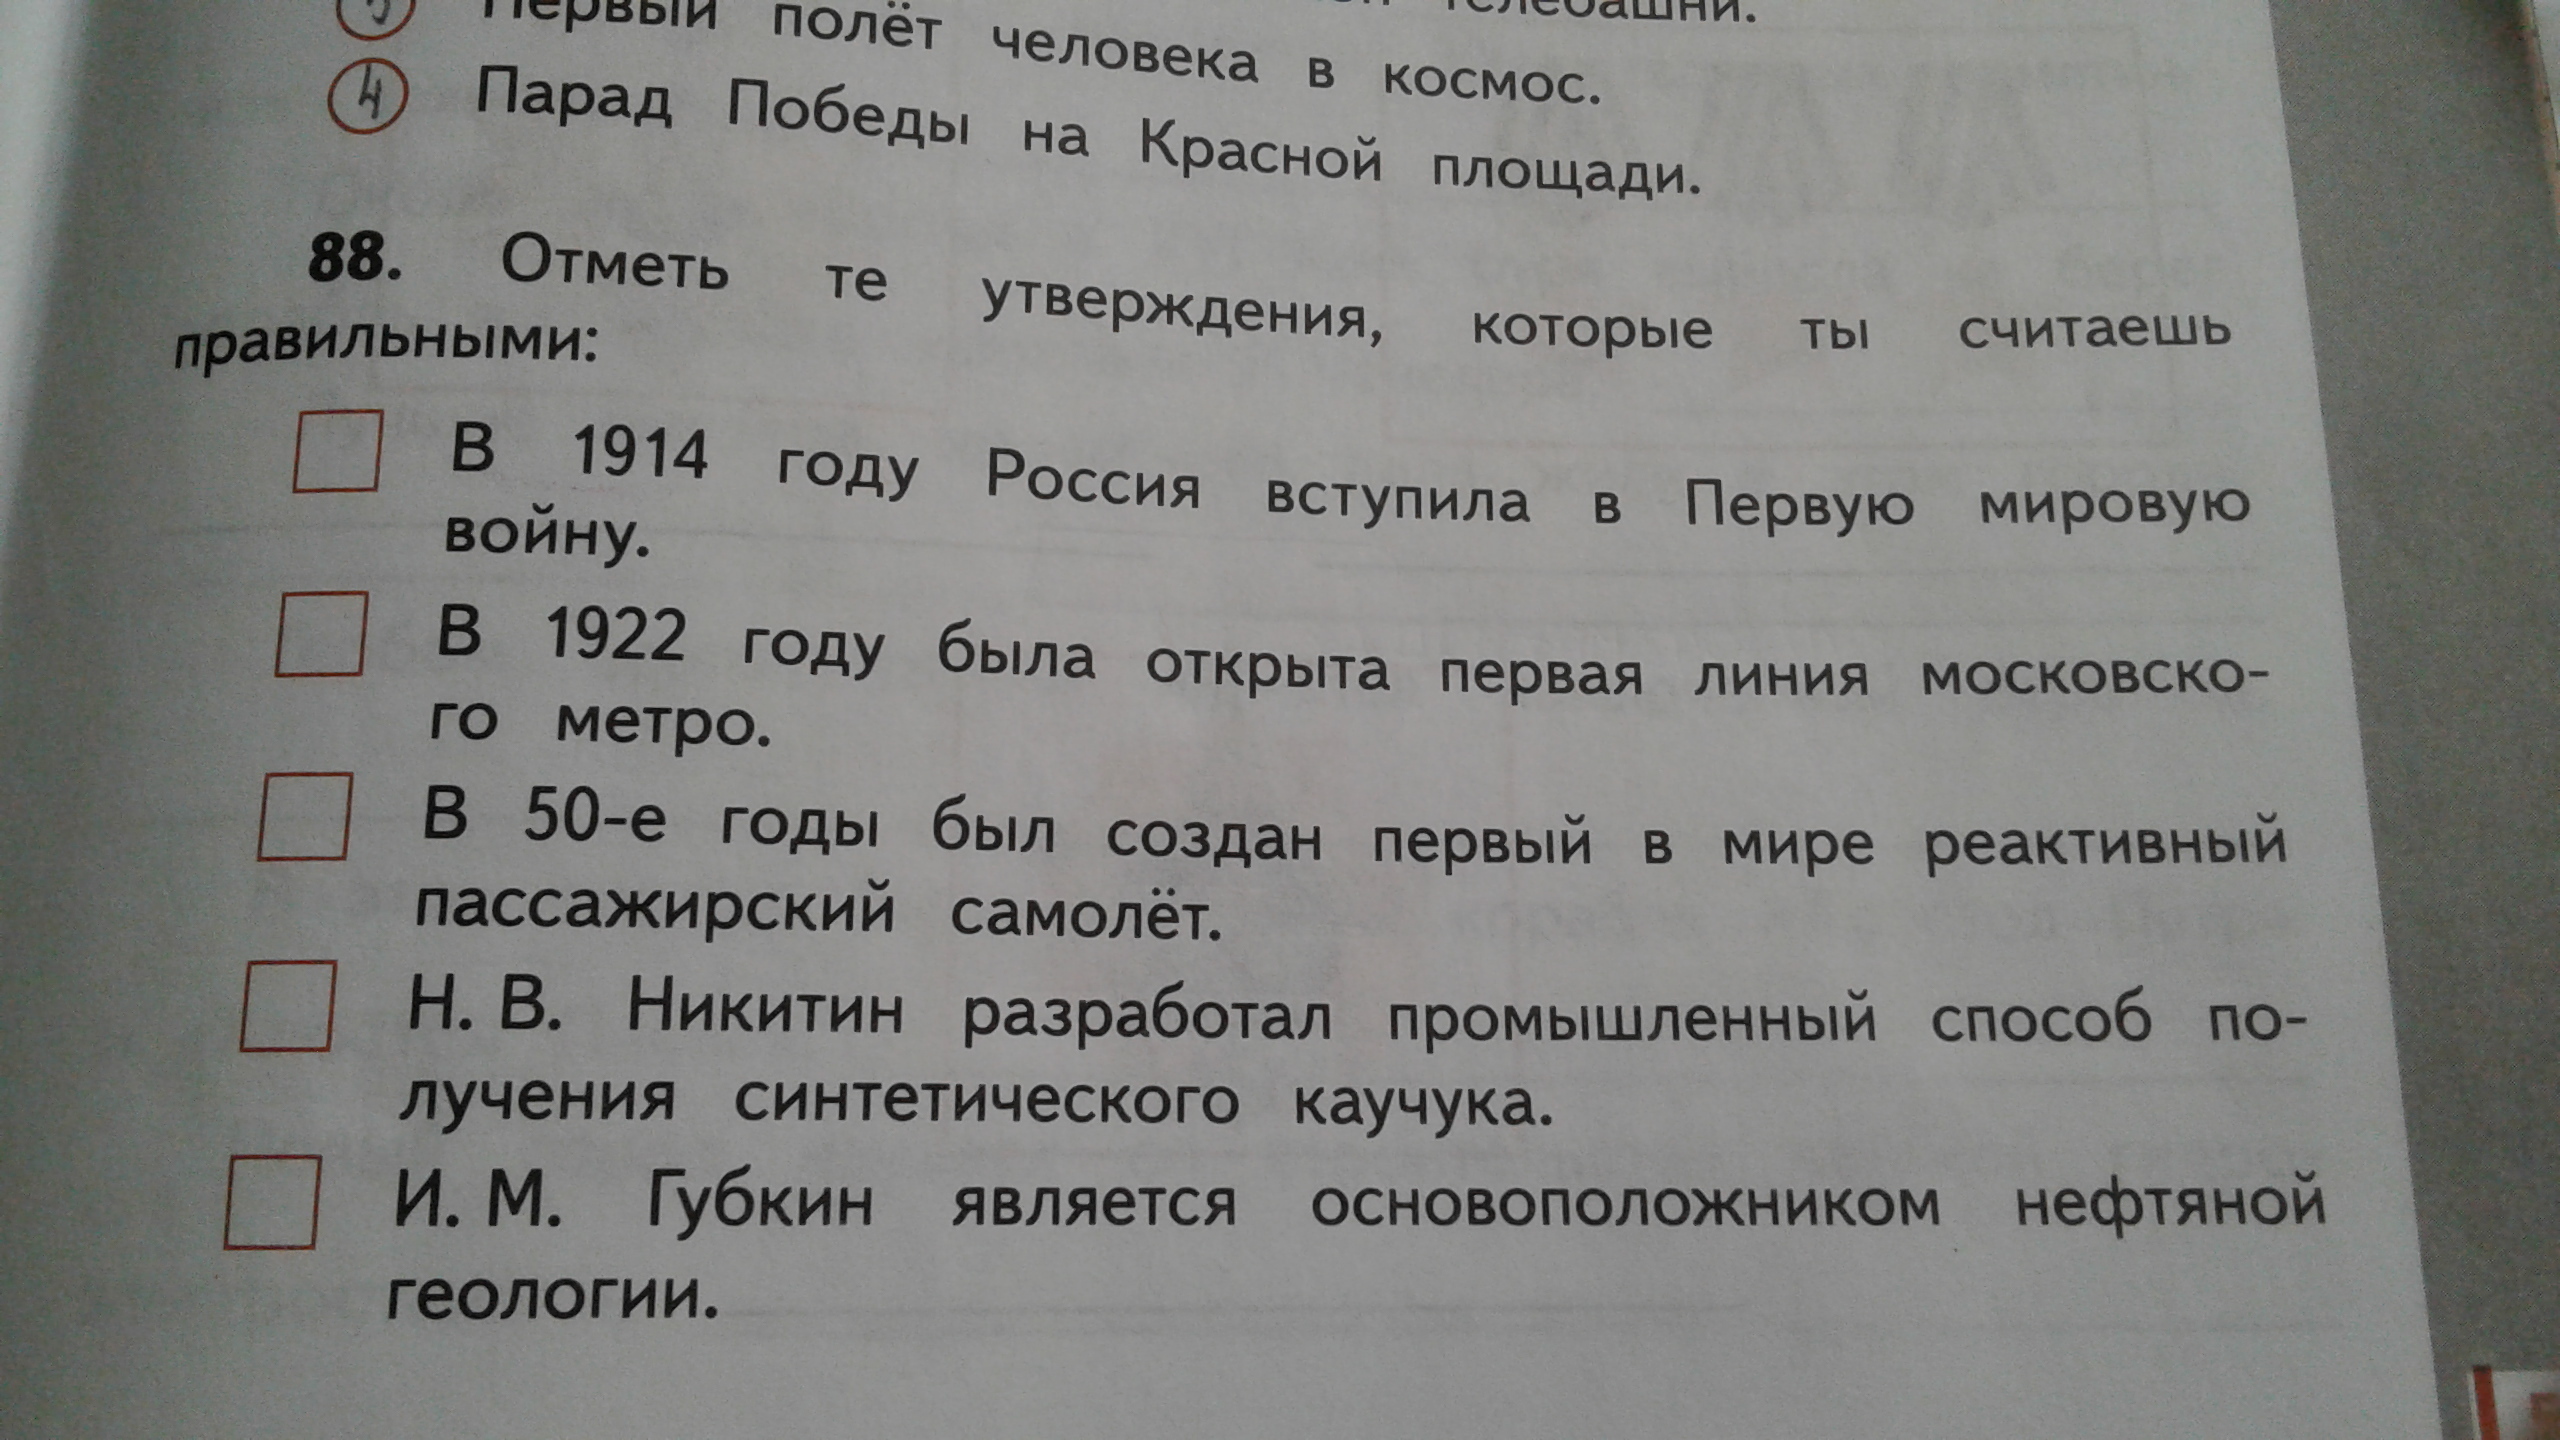 Первый полёт человека в космос.
телебашни.
4 Парад Победы на Красной площади.
88. Отметь те утверждения, которые ты считаешь
правильными:
В 1914 году Россия вступила в Первую мировую
войну.
В 1922 году была открыта первая линия московско-
го метро.
В 50-е годы был создан первый в мире реактивный
пассажирский самолёт.
Н. В. Никитин разработал промышленный способ по-
лучения синтетического каучука.
И. М. Губкин является основоположником нефтяной
геологии.